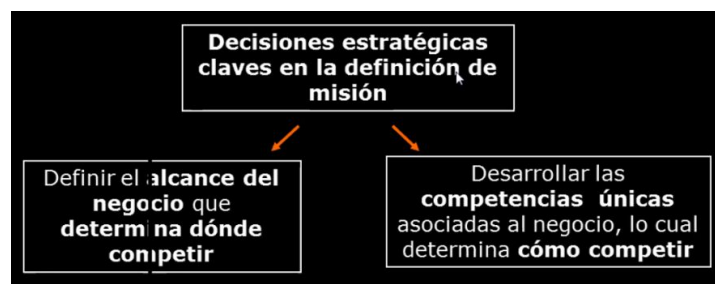 Decisiones estratégicas
claves en la definición de
misión
Definir el alcance del
negocio que
determina dónde
competir
Desarrollar las
competencias únicas
asociadas al negocio, lo cual
determina cómo competir